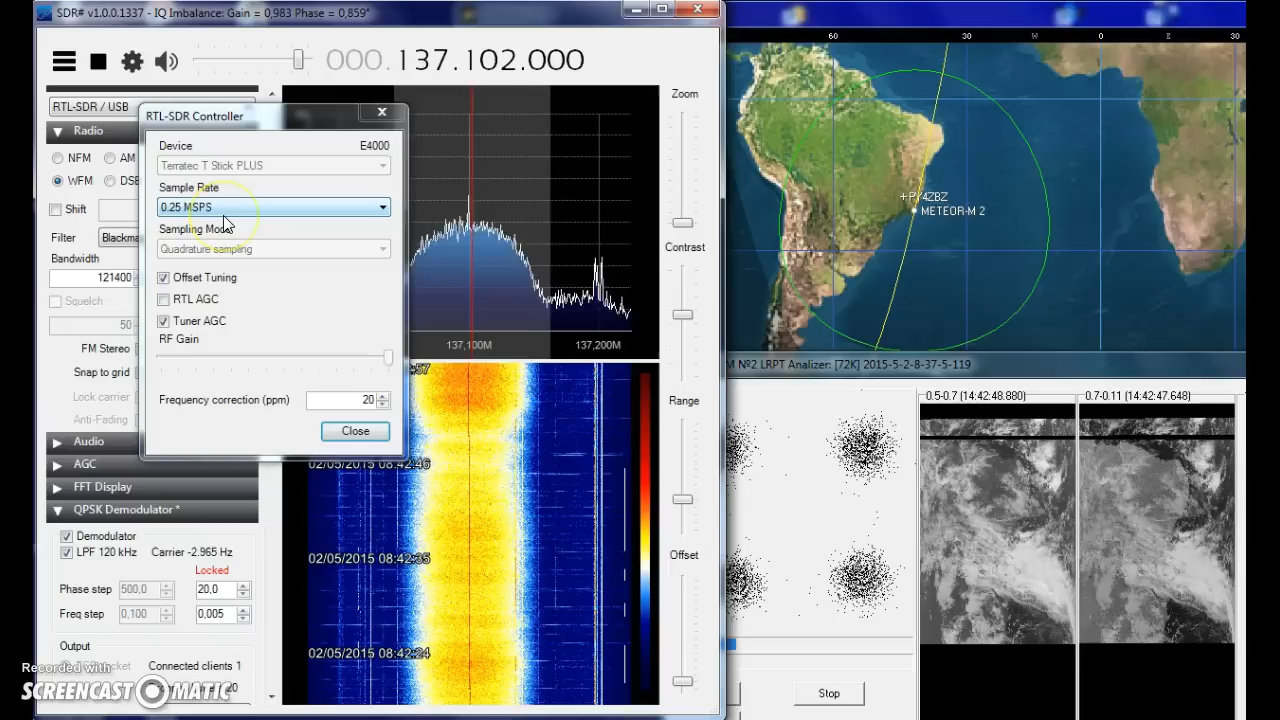 SDR# v1.0.0.1337 - IQ Imbalance: Gain = 0,983 Phase = 0,859°
000.137.102.000
RTL-SDR / USB
Radio
NFM
AM
WFM
DSB
Shift
Filter
Blackma
Bandwidth
121400
Squelch
50
FM Stereo
Snap to grid
Lock carrier
Anti-Fading
Audio
AGC
FFT Display
QPSK Demodulator *
Demodulator
LPF 120 kHz Carrier -2.965 Hz
Locked
Phase step 500,0 20,0
Freq step 0,100 0.005
Output
Connected clients 1
RTL-SDR Controller
Device E4000
Terratec T Stick PLUS
Sample Rate
0.25 MSPS
Sampling Mode
Quadrature sampling
Offset Tuning
RTL AGC
Tuner AGC
RF Gain
Frequency correction (ppm) 20
Close
137,100M 137,200M
:57
02/05/2015 08:42:46
02/05/2015 08:42:35
02/05/2015 08:42:24
Zoom
Contrast
Range
Offset
60 30 W 0 E 30
+PY4ZBZ
METEOR-M 2
M №2 LRPT Analizer: [72K] 2015-5-2-8-37-5-119
0.5-0.7 (14:42:48.880) 0.7-0.11 (14:42:47.648)
Stop
Recorded with
SCREENCAST MATIC